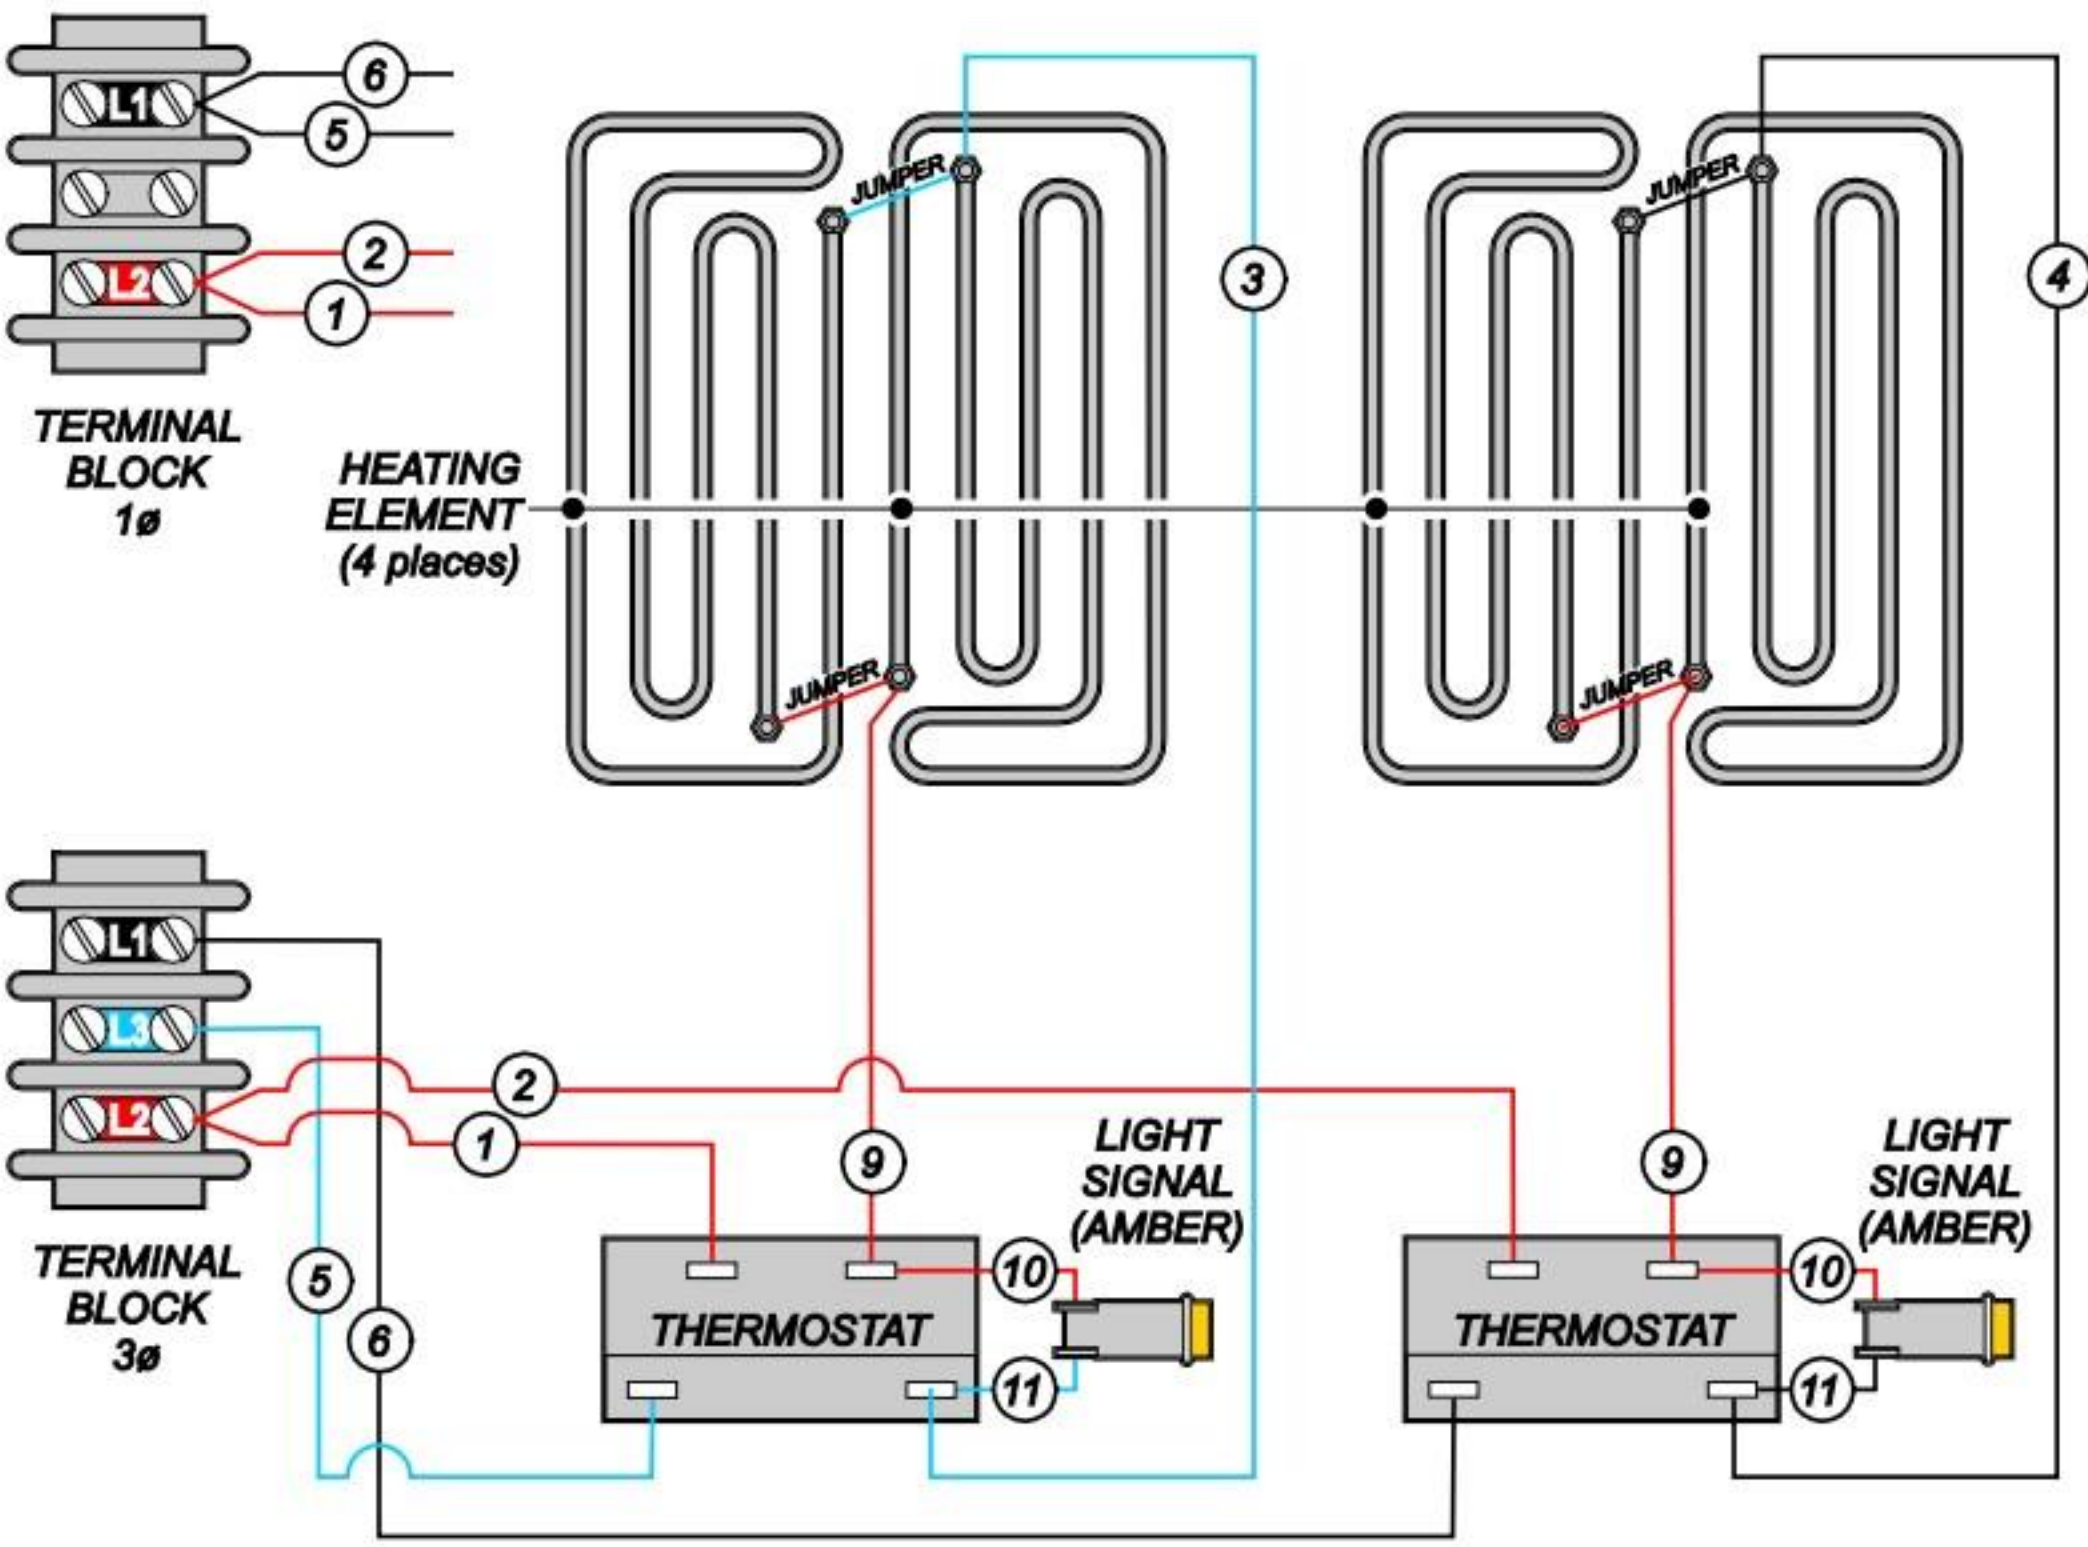 L1
6
5
L2
2
1
TERMINAL
BLOCK
1ø
HEATING
ELEMENT
(4 places)
JUMPER
JUMPER
3
JUMPER
JUMPER
4
L1
L3
L2
2
1
5
6
TERMINAL
BLOCK
3ø
9
LIGHT
SIGNAL
(AMBER)
10
THERMOSTAT
11
9
LIGHT
SIGNAL
(AMBER)
10
THERMOSTAT
11